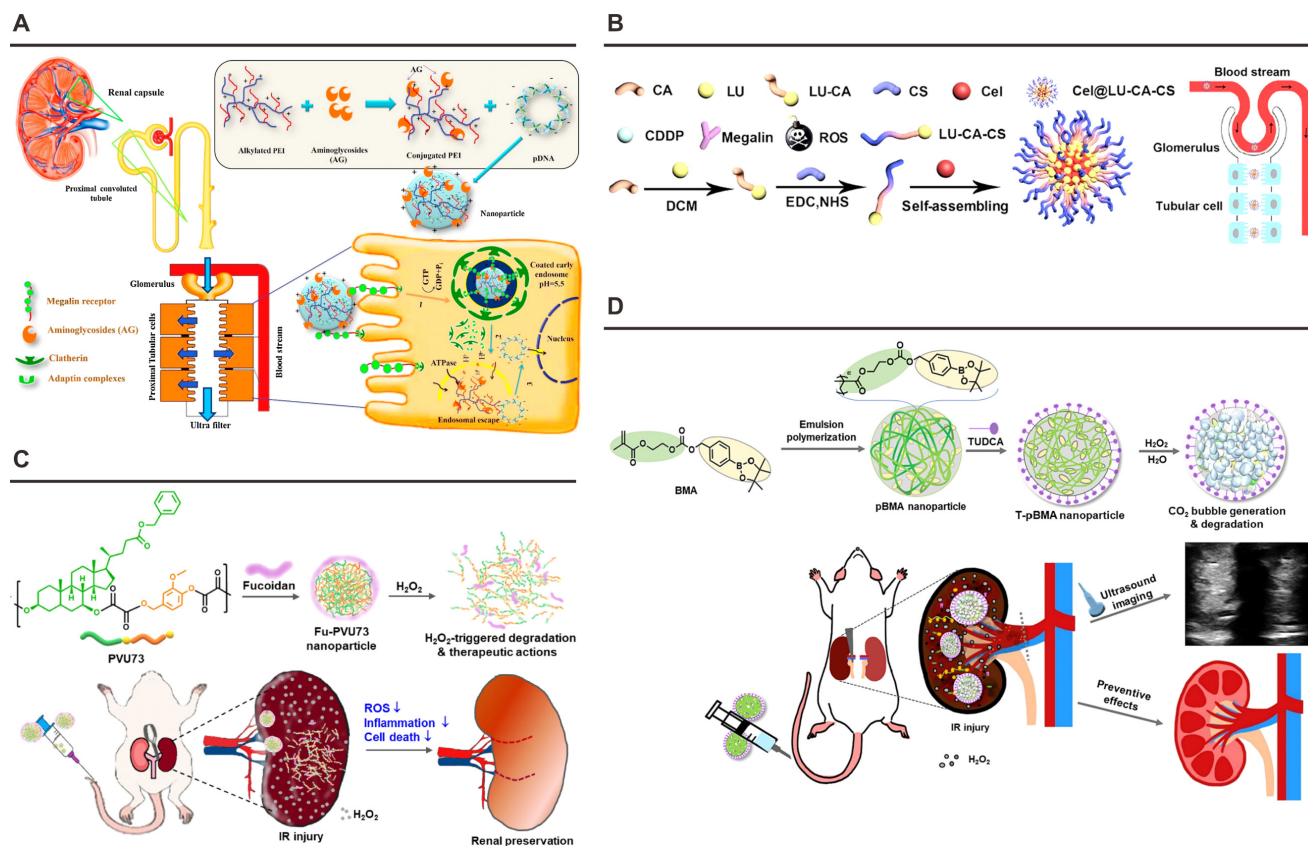 A
Renal capsule
Proximal convoluted
tubule
AG
Alkylated PEI
Aminoglycosides
(AG)
Conjugated PEI
pDNA
Nanoparticle
Glomerulus
Megalin receptor
Aminoglycosides (AG)
Clatherin
Adaptin complexes
Proximal Tubular cells
Blood stream
Ultra filter
GTP
GDP+Pi
1
Coated early
endosome
pH=5.5
2
Nucleus
ATPase
3
Endosomal escape
B
CA
LU
LU-CA
CS
Cel
Cel@LU-CA-CS
CDDP
Megalin
ROS
LU-CA-CS
DCM
EDC,NHS
Self-assembling
Blood stream
Glomerulus
Tubular cell
C
PVU73
Fucoidan
Fu-PVU73
nanoparticle
H₂O₂
H₂O₂-triggered degradation
& therapeutic actions
ROS ↓
Inflammation ↓
Cell death ↓
H₂O₂
IR injury
Renal preservation
D
BMA
Emulsion
polymerization
pBMA nanoparticle
TUDCA
T-pBMA nanoparticle
H₂O₂
H₂O
CO₂ bubble generation
& degradation
IR injury
H₂O₂
Ultrasound
imaging
Preventive
effects